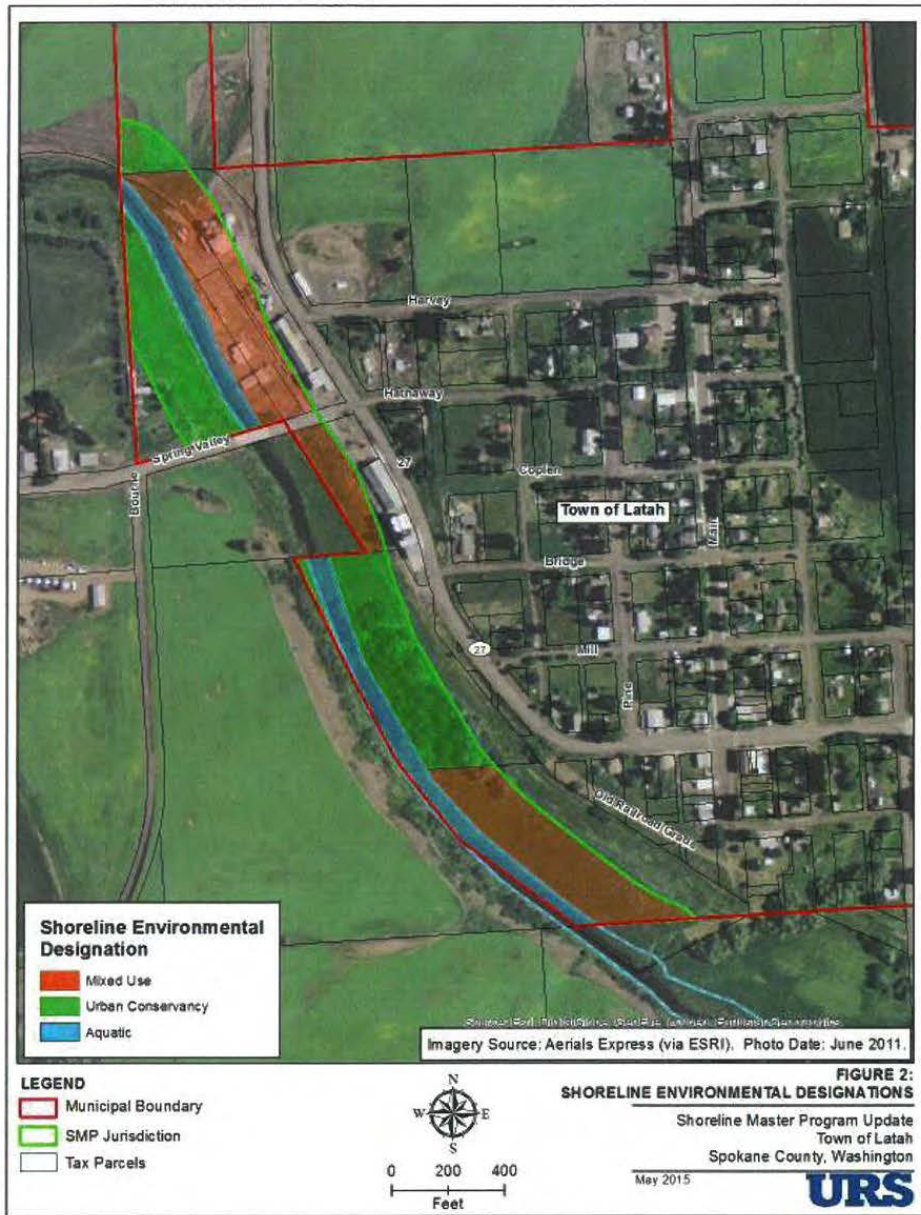 Harvey
Hathaway
Spring Valley
27
Coplen
Town of Latah
Main
Bridge
27
Mill
Pine
Old Railroad Grade
Shoreline Environmental
Designation
Mixed Use
Urban Conservancy
Aquatic
Imagery Source: Aerials Express (via ESRI). Photo Date: June 2011.
LEGEND
Municipal Boundary
SMP Jurisdiction
Tax Parcels
N
W E
S
0 200 400
Feet
FIGURE 2:
SHORELINE ENVIRONMENTAL DESIGNATIONS
Shoreline Master Program Update
Town of Latah
Spokane County, Washington
May 2015
URS